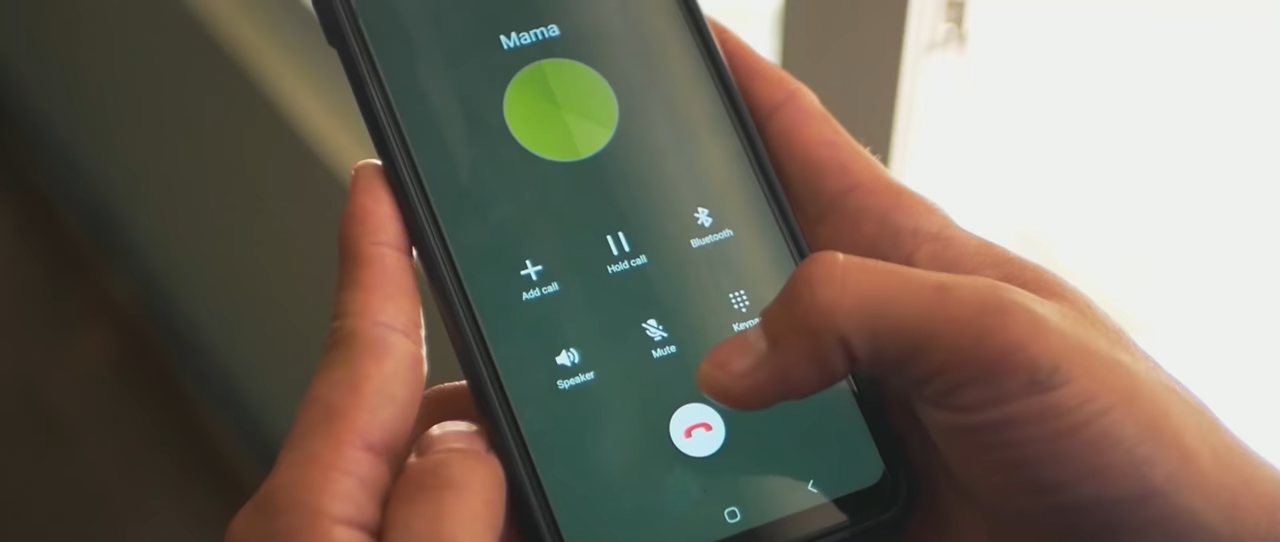 Mama
Add call
Hold call
Bluetooth
Speaker
Mute